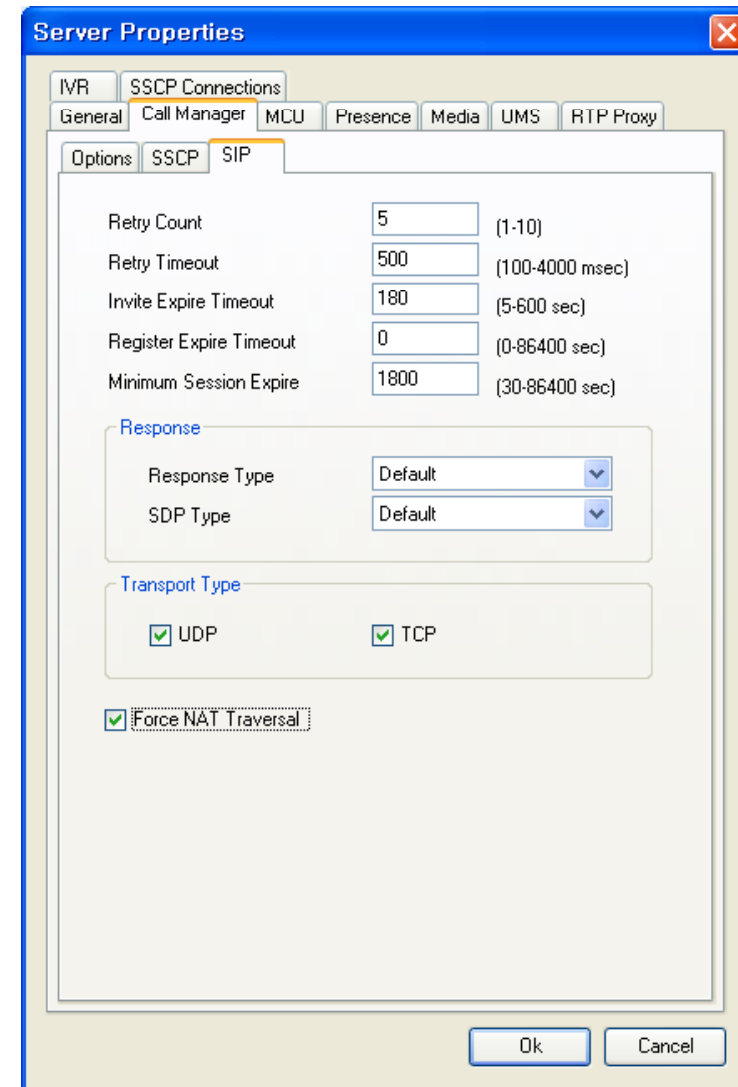 Server Properties
IVR SSCP Connections
General Call Manager MCU Presence Media UMS RTP Proxy
Options SSCP SIP
Retry Count 5 (1-10)
Retry Timeout 500 (100-4000 msec)
Invite Expire Timeout 180 (5-600 sec)
Register Expire Timeout 0 (0-86400 sec)
Minimum Session Expire 1800 (30-86400 sec)
Response
Response Type Default
SDP Type Default
Transport Type
UDP TCP
Force NAT Traversal
Ok Cancel